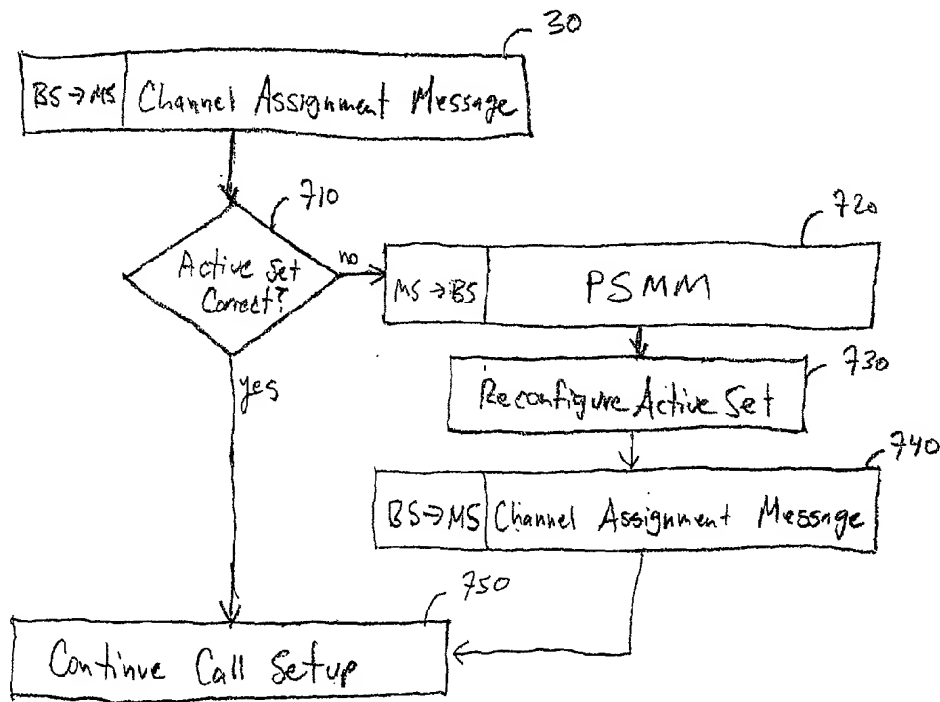 30
BS→MS Channel Assignment Message
710
Active Set
Correct?
no
yes
720
MS→BS PSMM
730
Reconfigure Active Set
740
BS→MS Channel Assignment Message
750
Continue Call Setup